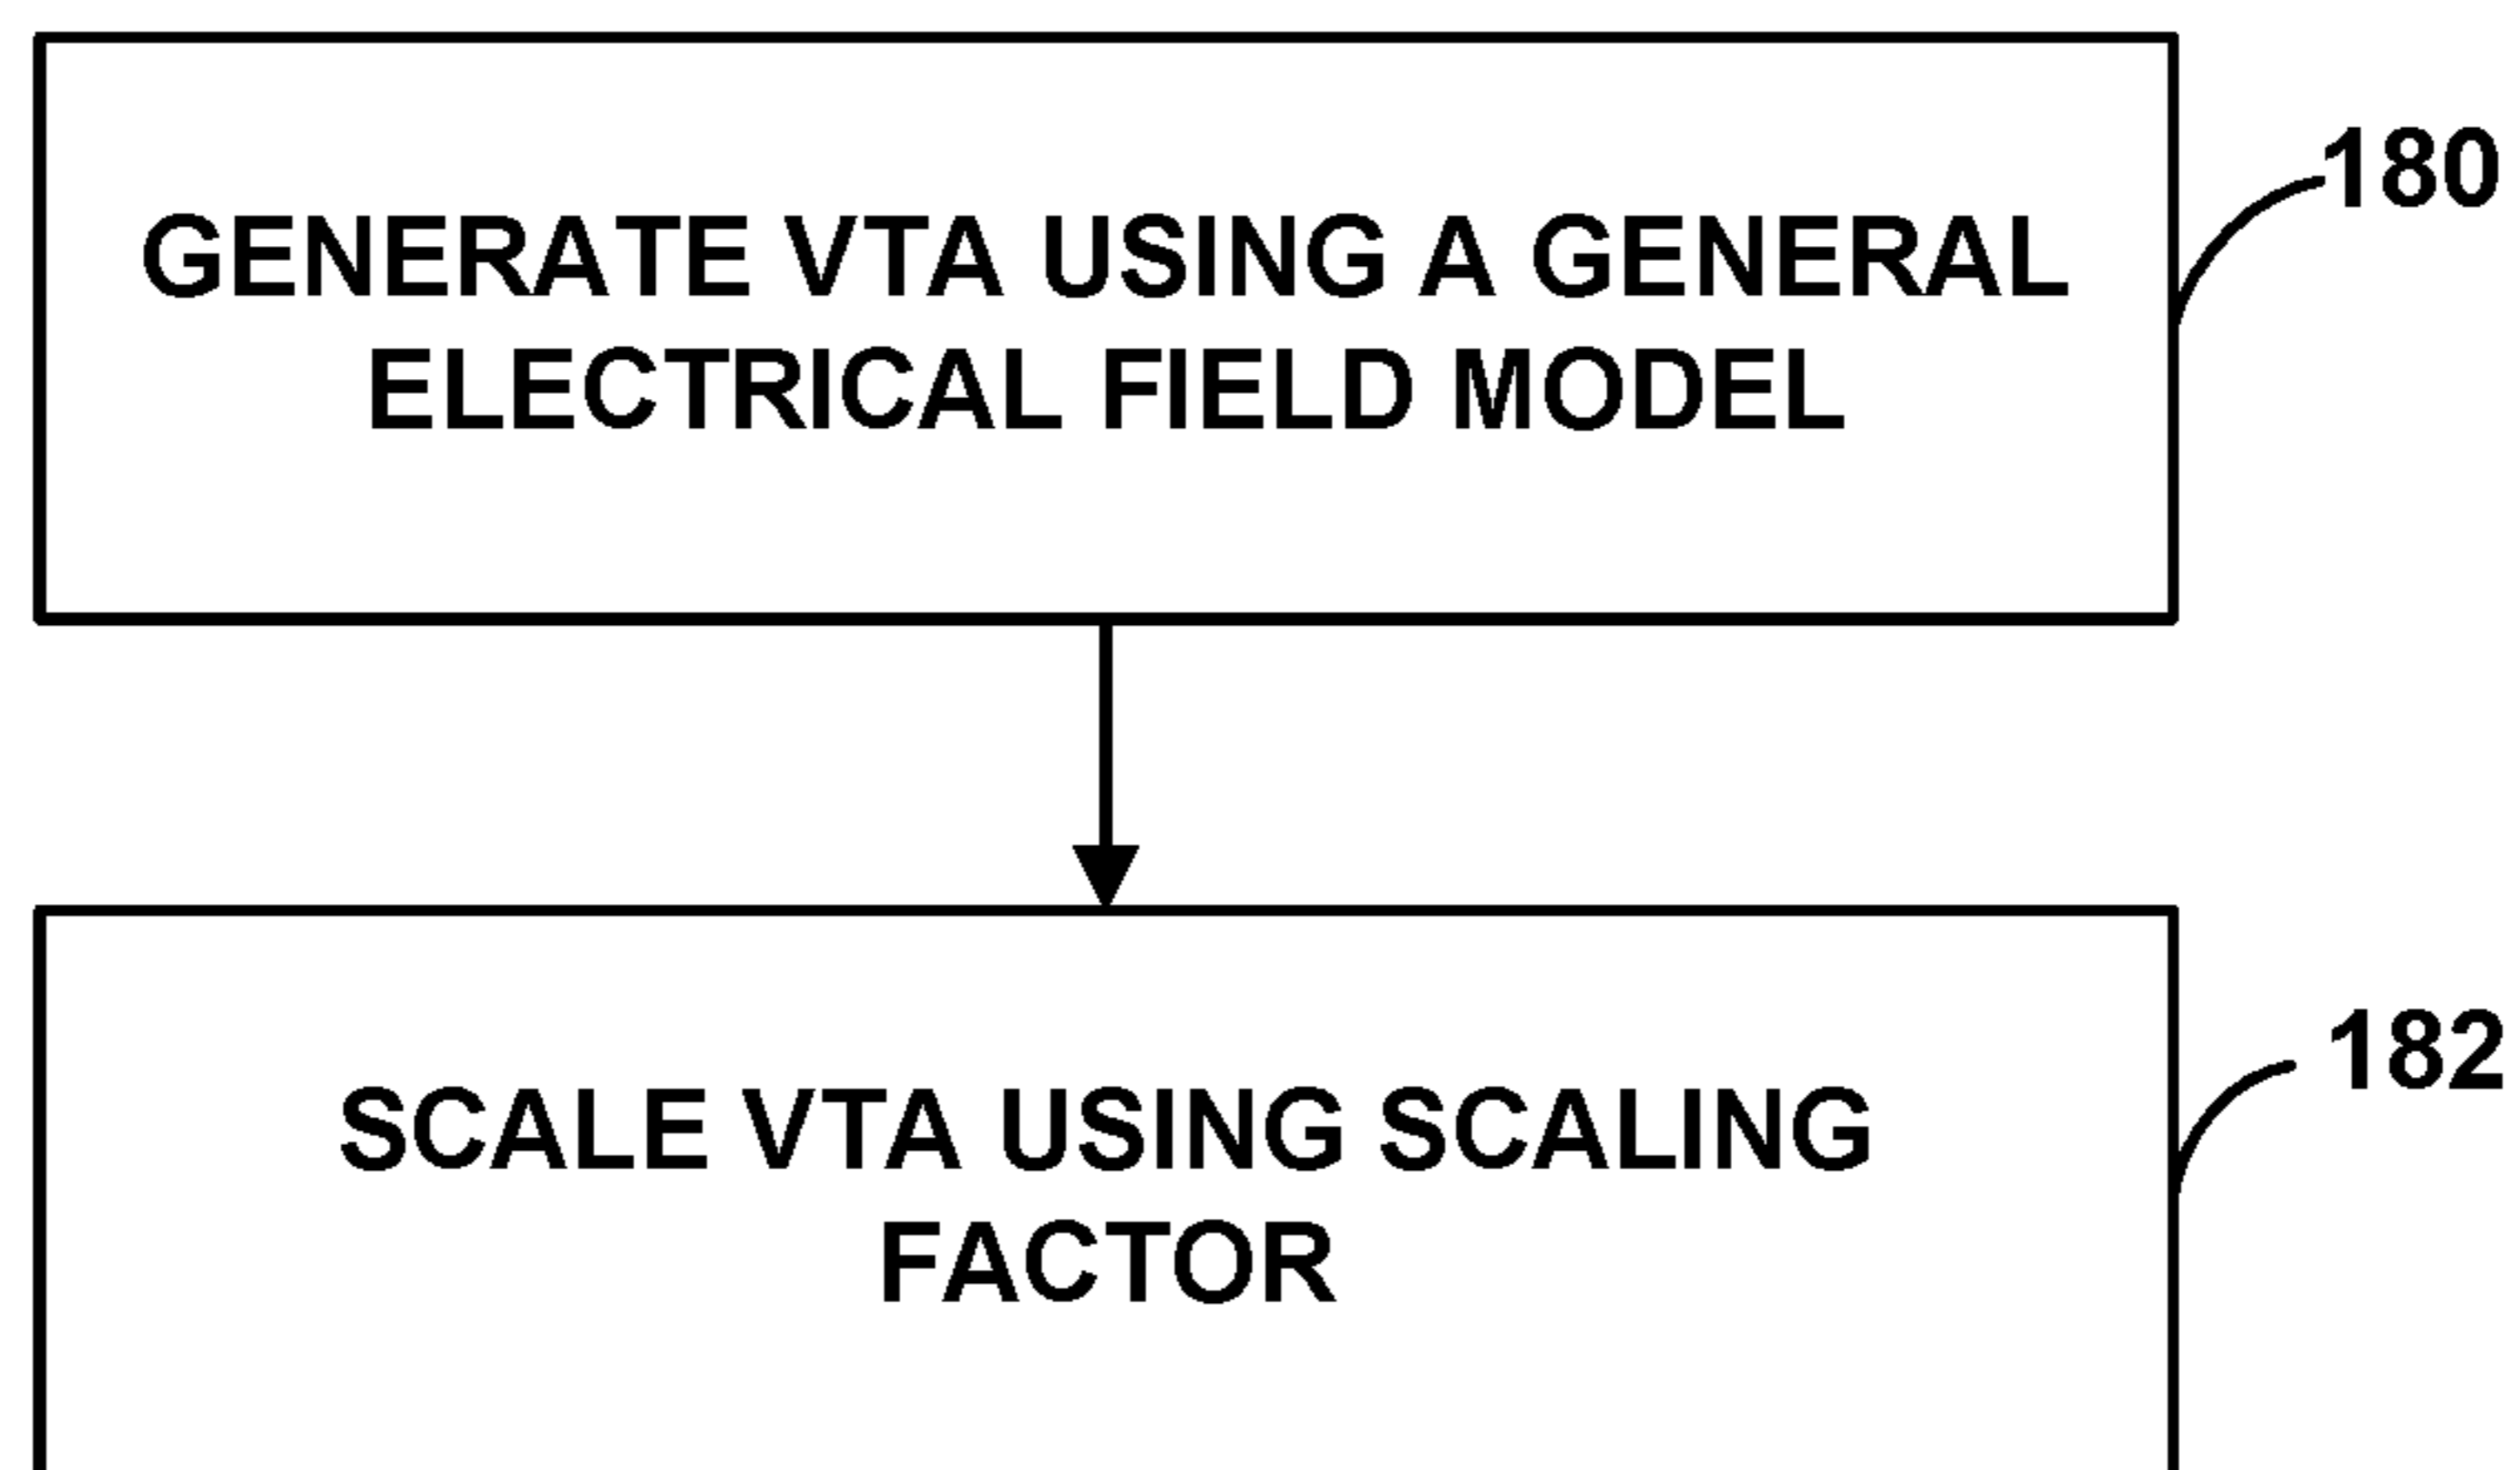 GENERATE VTA USING A GENERAL
ELECTRICAL FIELD MODEL
180
SCALE VTA USING SCALING
FACTOR
182